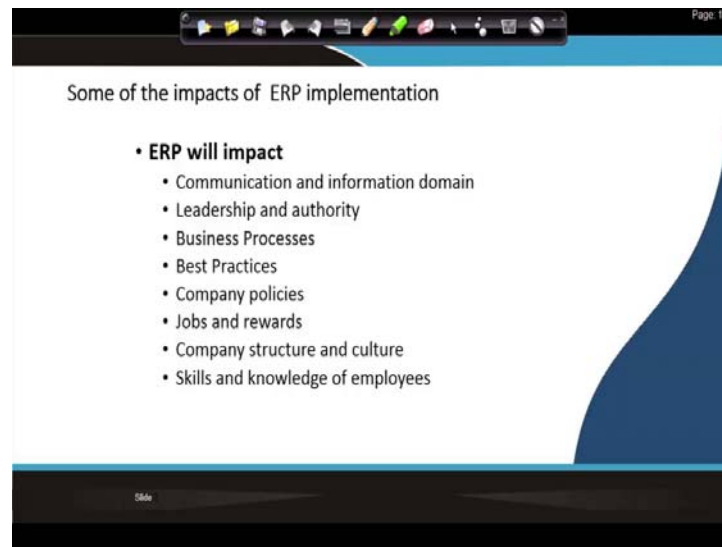 Page: 1
Some of the impacts of ERP implementation
• ERP will impact
• Communication and information domain
• Leadership and authority
• Business Processes
• Best Practices
• Company policies
• Jobs and rewards
• Company structure and culture
• Skills and knowledge of employees
Slide